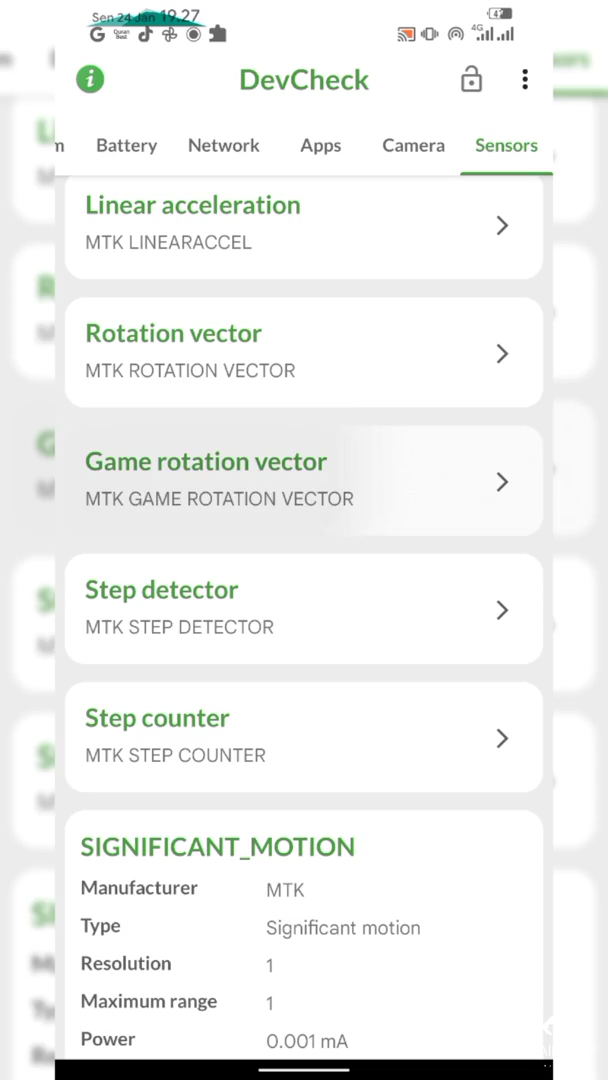 Sen 24 Jan 19.27
47
4G
DevCheck
Battery Network Apps Camera Sensors
Linear acceleration
MTK LINEARACCEL
Rotation vector
MTK ROTATION VECTOR
Game rotation vector
MTK GAME ROTATION VECTOR
Step detector
MTK STEP DETECTOR
Step counter
MTK STEP COUNTER
SIGNIFICANT_MOTION
Manufacturer MTK
Type Significant motion
Resolution 1
Maximum range 1
Power 0.001 mA